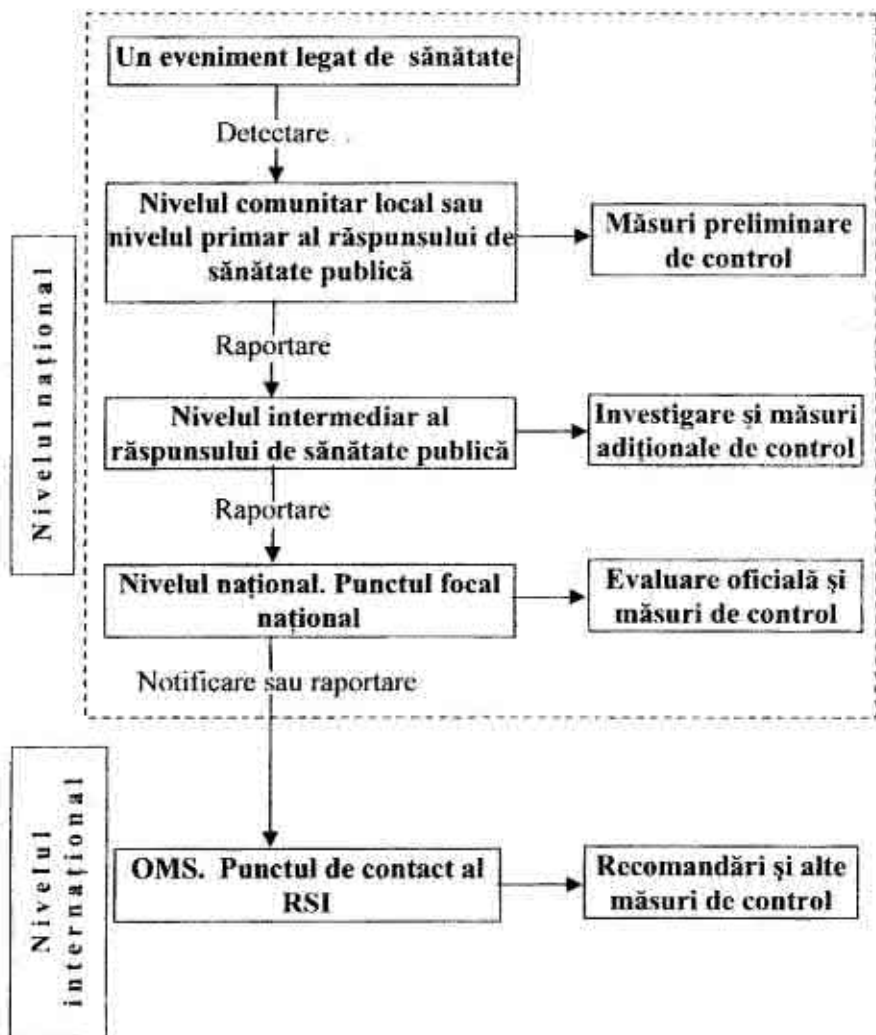 Un eveniment legat de sănătate
Detectare
Nivelul comunitar local sau
nivelul primar al răspunsului de
sănătate publică
Măsuri preliminare
de control
Raportare
Nivelul intermediar al
răspunsului de sănătate publică
Investigare și măsuri
adiționale de control
Raportare
Nivelul național. Punctul focal
național
Evaluare oficială și
măsuri de control
Notificare sau raportare
Nivelul național
OMS. Punctul de contact al
RSI
Recomandări și alte
măsuri de control
Nivelul
internațional